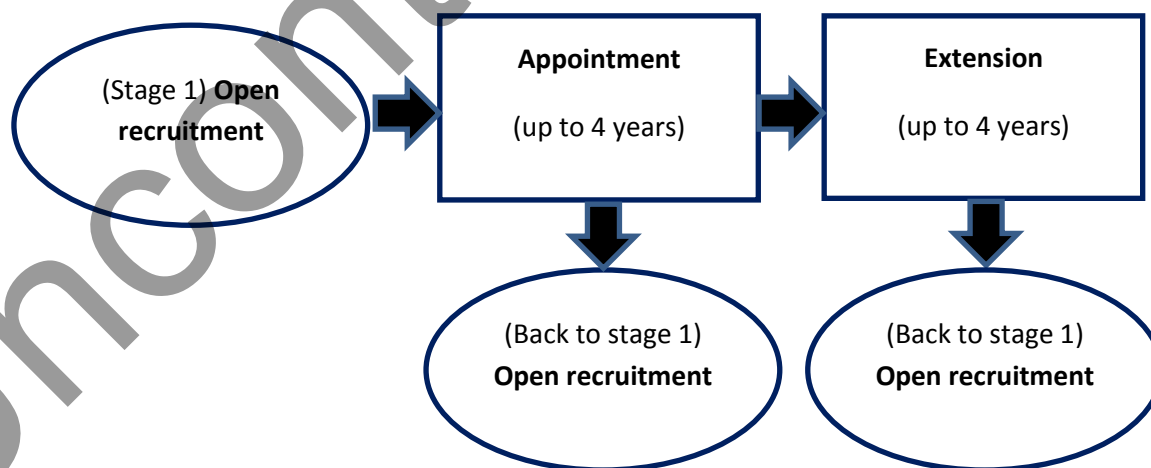 (Stage 1) Open
recruitment
Appointment
(up to 4 years)
Extension
(up to 4 years)
(Back to stage 1)
Open recruitment
(Back to stage 1)
Open recruitment